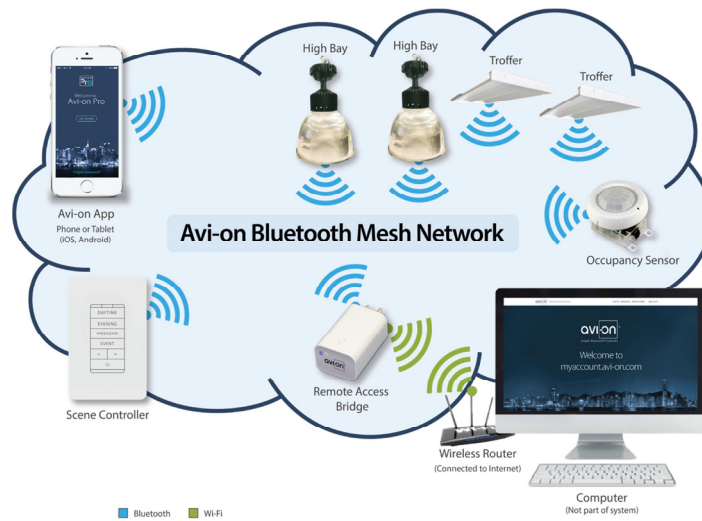 High Bay
High Bay
Troffer
Troffer
Welcome to
Avi-on Pro
Avi-on App
Phone or Tablet
(iOS, Android)
Avi-on Bluetooth Mesh Network
Occupancy Sensor
DAYTIME
EVENING
WEEKEND
EVENT
Scene Controller
avi-on
Remote Access
Bridge
avi-on
Welcome to
myaccount.avi-on.com
Wireless Router
(Connected to Internet)
Computer
(Not part of system)
Bluetooth
Wi-Fi